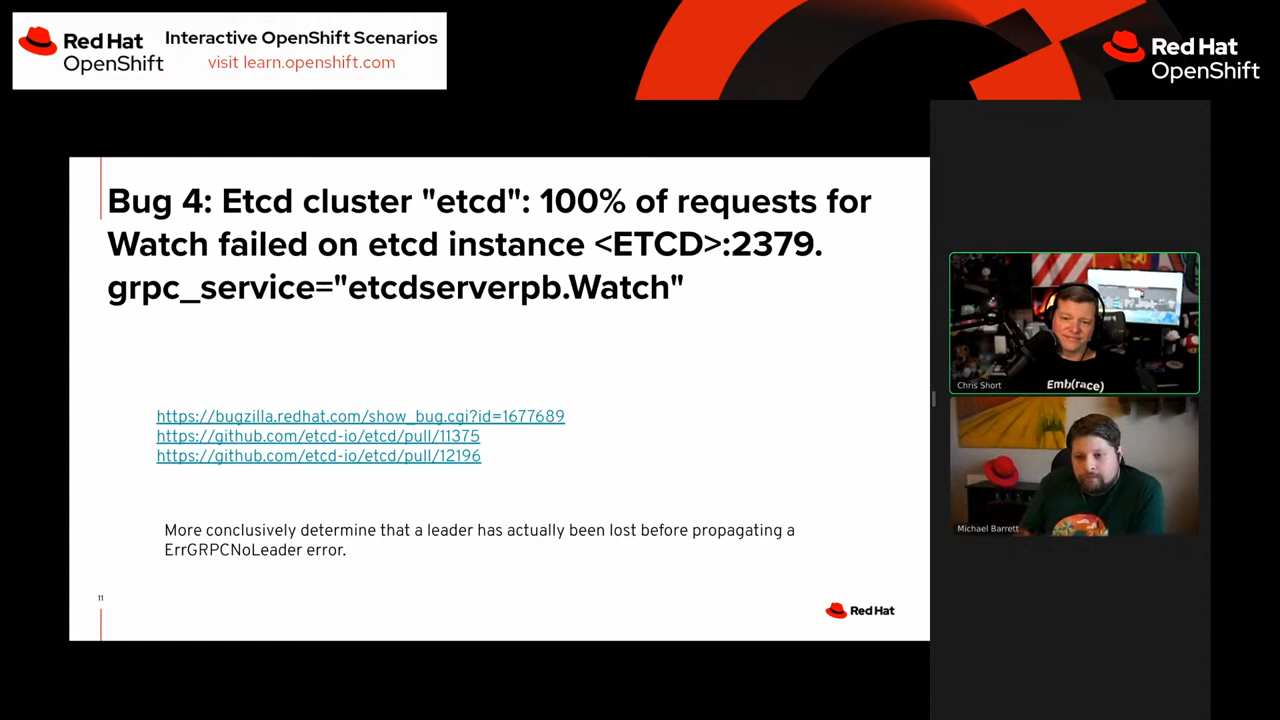 Red Hat
OpenShift
Interactive OpenShift Scenarios
visit learn.openshift.com
Red Hat
OpenShift
Bug 4: Etcd cluster "etcd": 100% of requests for
Watch failed on etcd instance <ETCD>:2379.
grpc_service="etcdserverpb.Watch"
https://bugzilla.redhat.com/show_bug.cgi?id=1677689
https://github.com/etcd-io/etcd/pull/11375
https://github.com/etcd-io/etcd/pull/12196
More conclusively determine that a leader has actually been lost before propagating a
ErrGRPCNoLeader error.
11
Red Hat
Emb(race)
Chris Short
Michael Barrett